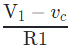 V₁ − v_c
R1